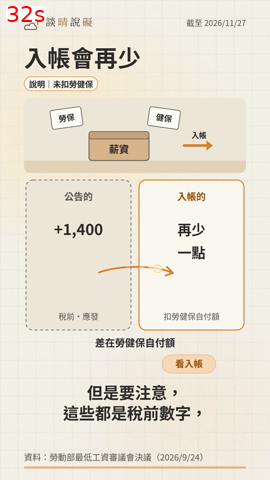 32s
談晴說礙
截至 2026/11/27
入帳會再少
說明｜未扣勞健保
勞保
健保
薪資
入帳
公告的
+1,400
稅前・應發
入帳的
再少
一點
扣勞健保自付額
差在勞健保自付額
看入帳
但是要注意，
這些都是稅前數字，
資料：勞動部最低工資審議會決議（2026/9/24）